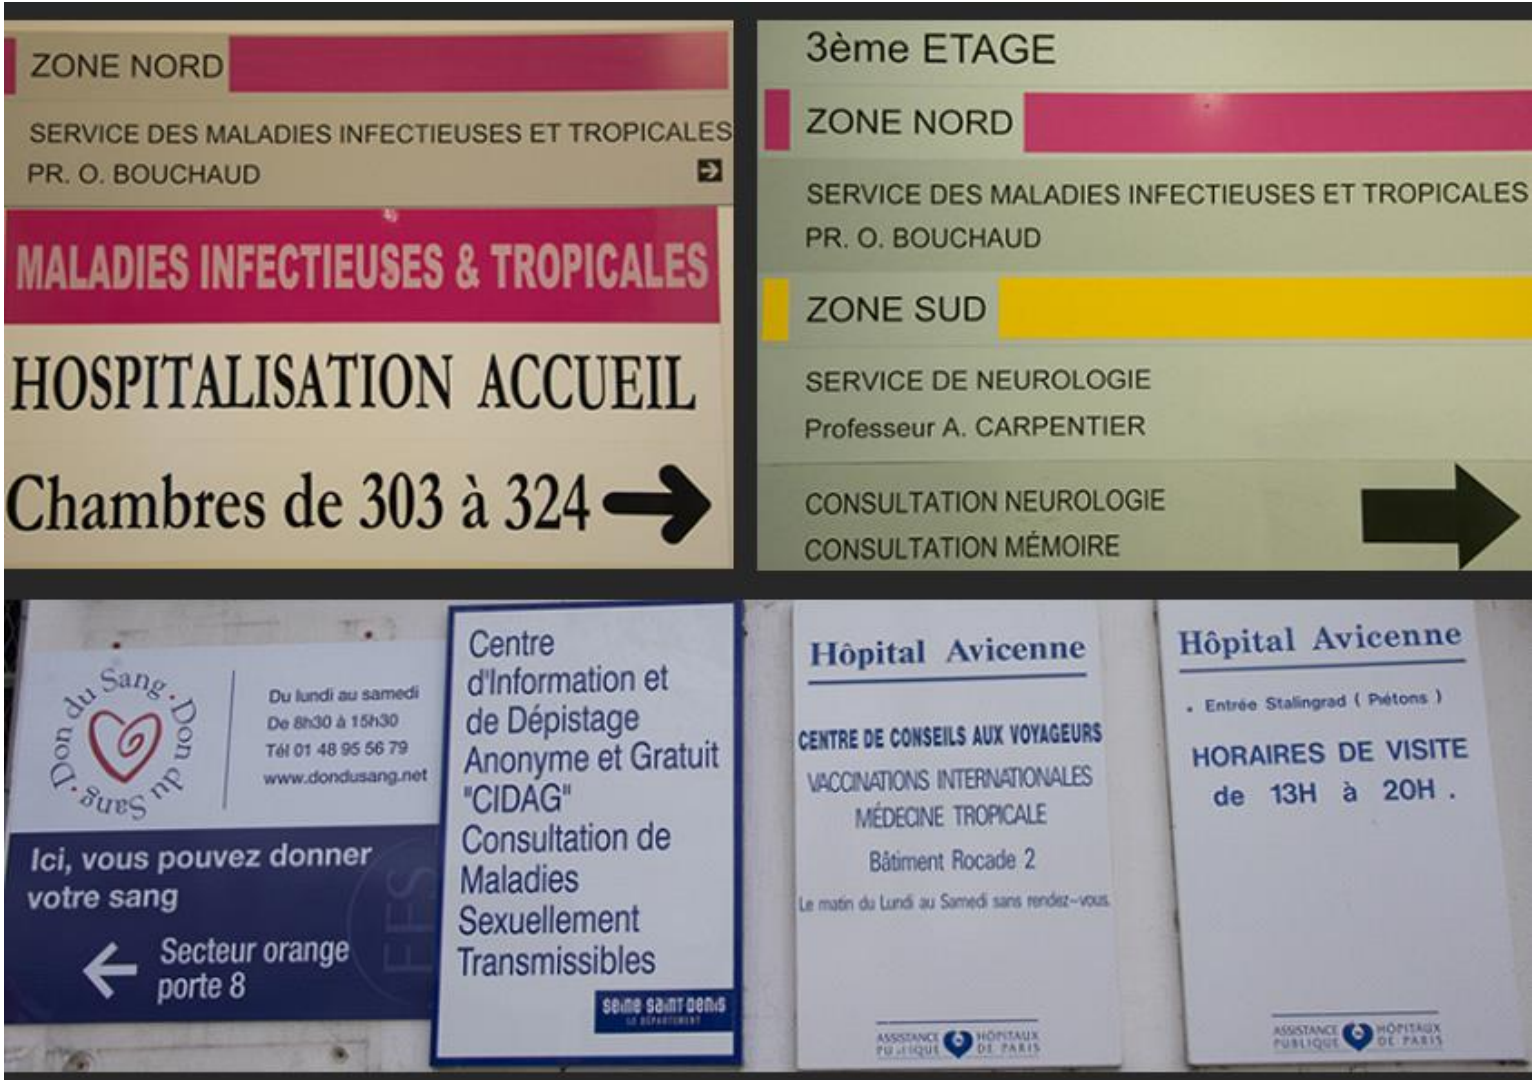 ZONE NORD
SERVICE DES MALADIES INFECTIEUSES ET TROPICALES
PR. O. BOUCHAUD
MALADIES INFECTIEUSES & TROPICALES
HOSPITALISATION ACCUEIL
Chambres de 303 à 324
3ème ETAGE
ZONE NORD
SERVICE DES MALADIES INFECTIEUSES ET TROPICALES
PR. O. BOUCHAUD
ZONE SUD
SERVICE DE NEUROLOGIE
Professeur A. CARPENTIER
CONSULTATION NEUROLOGIE
CONSULTATION MÉMOIRE
Don du Sang · Don du Sang ·
Du lundi au samedi
De 8h30 à 15h30
Tél 01 48 95 56 79
www.dondusang.net
Ici, vous pouvez donner
votre sang
EFS
Secteur orange
porte 8
Centre
d'Information et
de Dépistage
Anonyme et Gratuit
"CIDAG"
Consultation de
Maladies
Sexuellement
Transmissibles
seine saint denis
LE DÉPARTEMENT
Hôpital Avicenne
CENTRE DE CONSEILS AUX VOYAGEURS
VACCINATIONS INTERNATIONALES
MÉDECINE TROPICALE
Bâtiment Rocade 2
Le matin du Lundi au Samedi sans rendez-vous.
ASSISTANCE HÔPITAUX
PUBLIQUE DE PARIS
Hôpital Avicenne
. Entrée Stalingrad ( Piétons )
HORAIRES DE VISITE
de 13H à 20H .
ASSISTANCE HÔPITAUX
PUBLIQUE DE PARIS